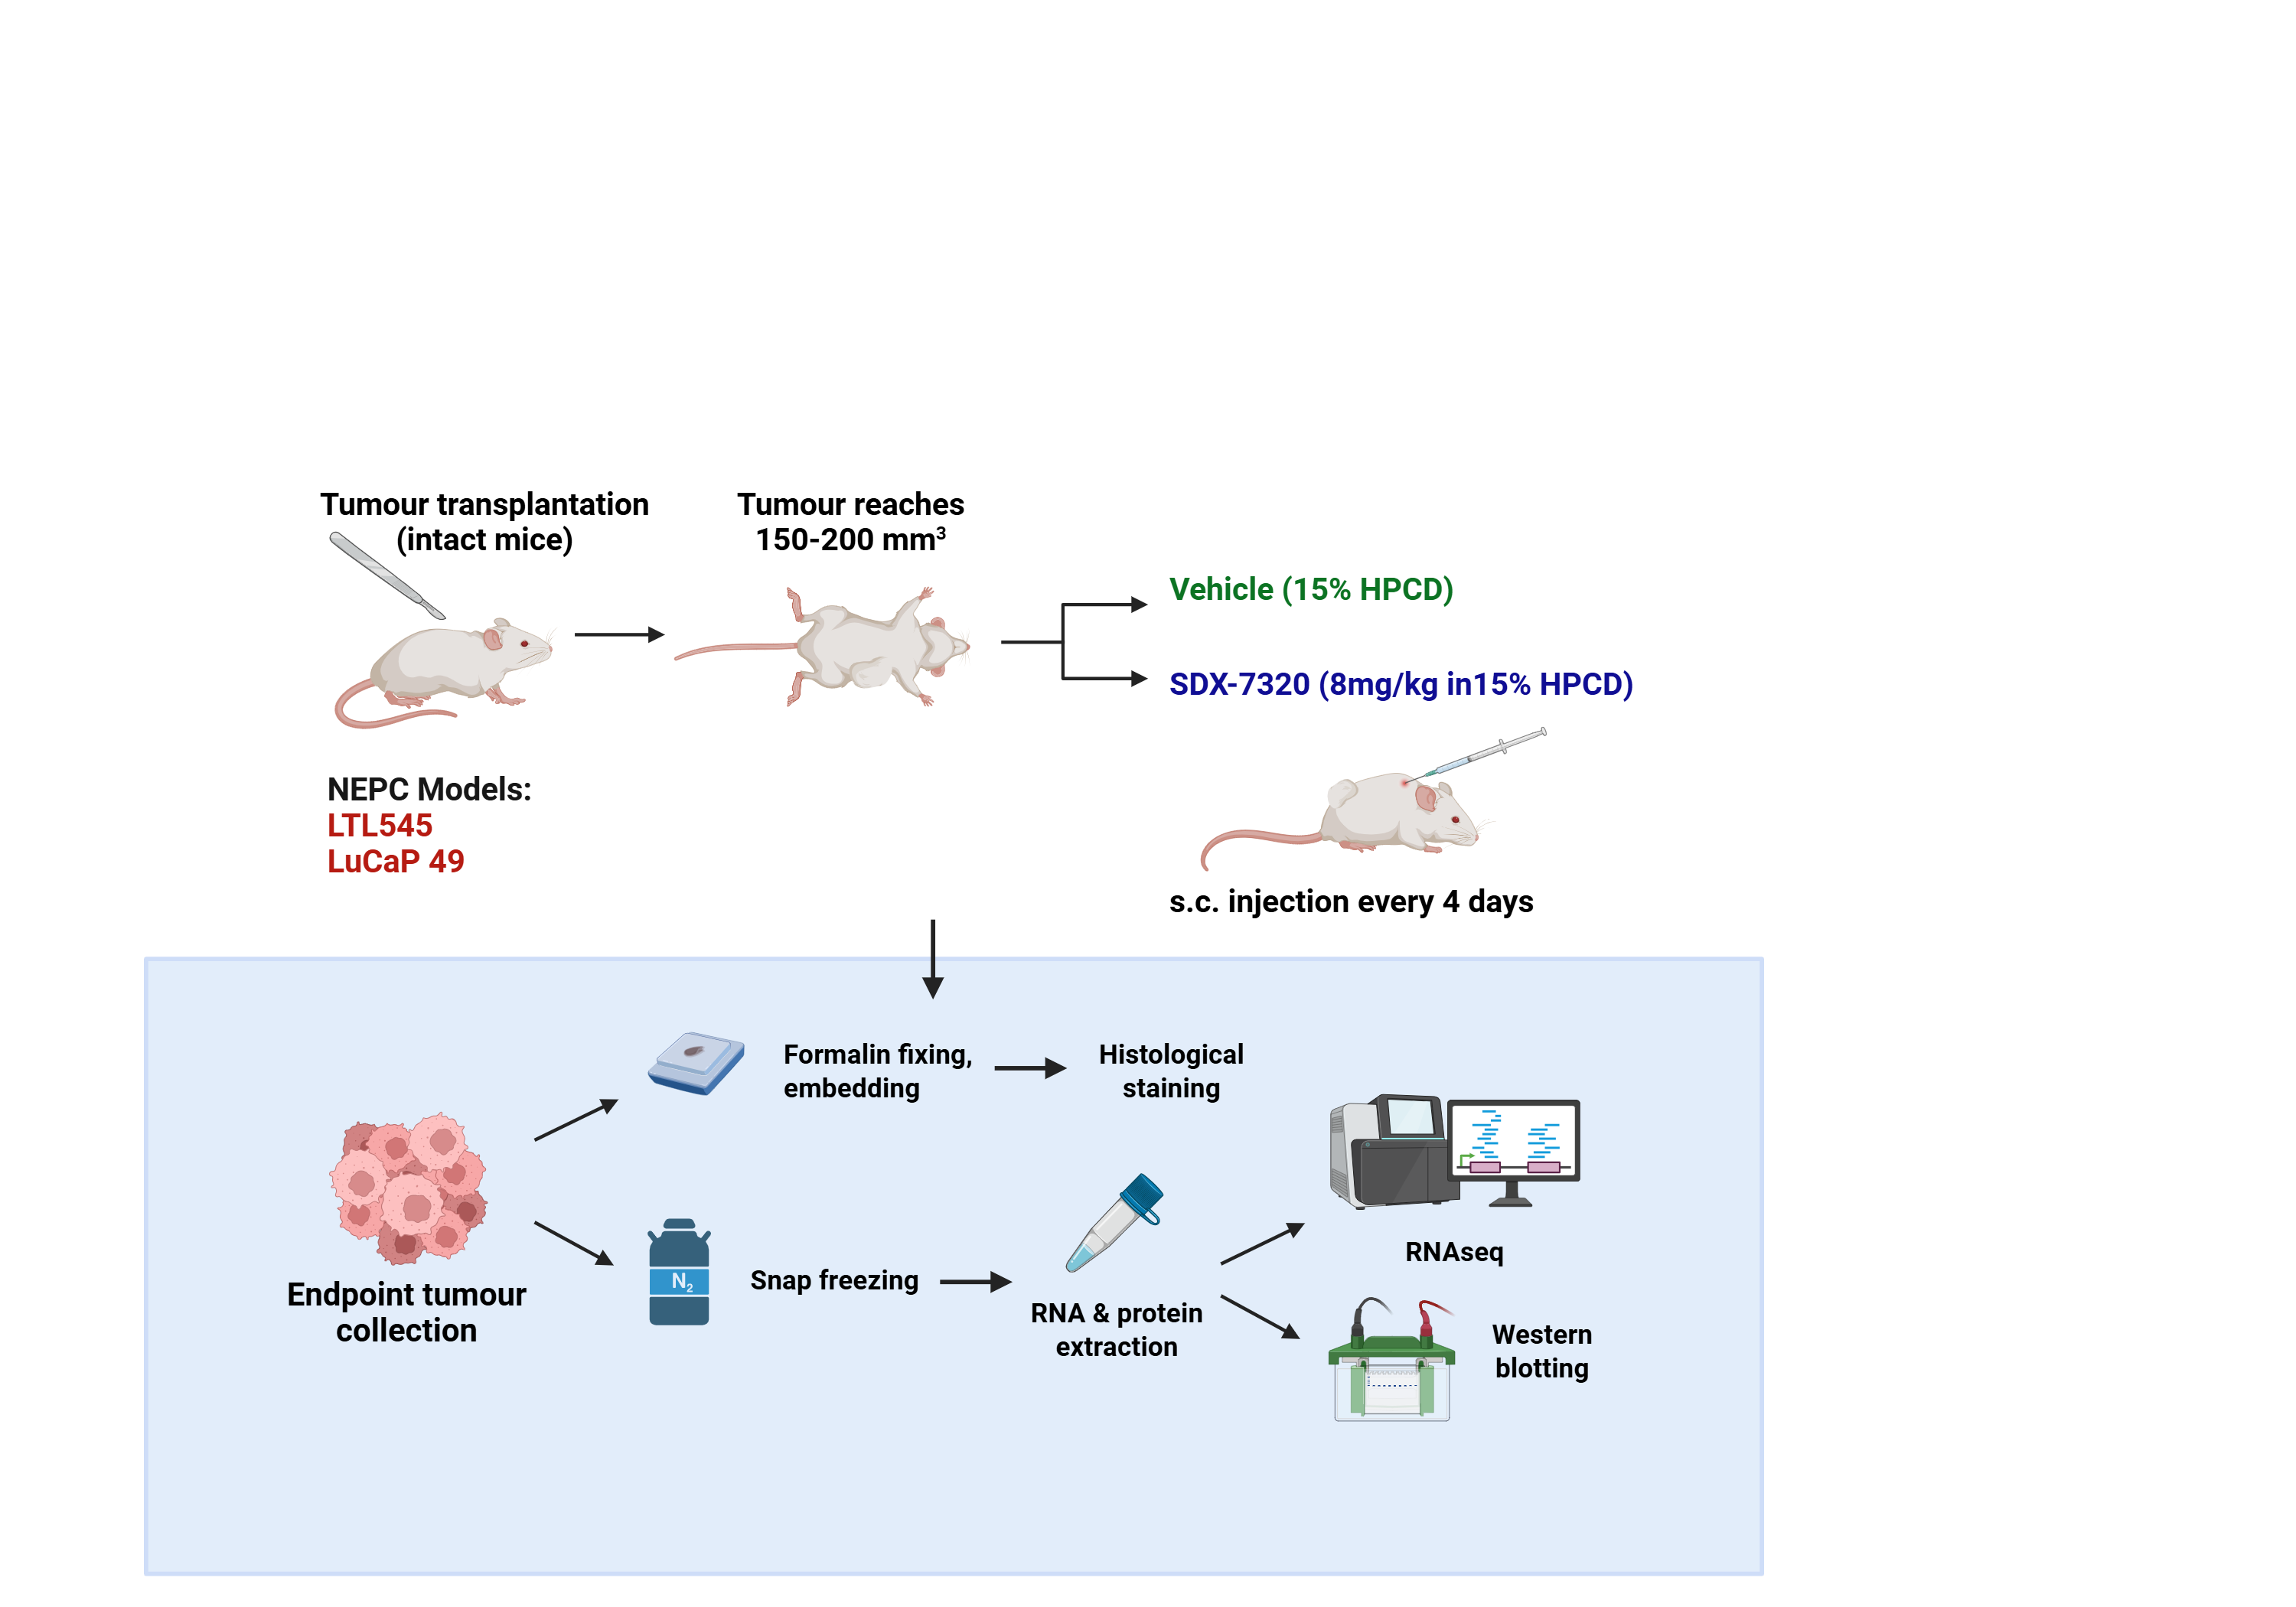 Tumour transplantation
(intact mice)
Tumour reaches
150-200 mm³
Vehicle (15% HPCD)
SDX-7320 (8mg/kg in15% HPCD)
NEPC Models:
LTL545
LuCaP 49
s.c. injection every 4 days
Formalin fixing,
embedding
Histological
staining
Endpoint tumour
collection
N₂
Snap freezing
RNA & protein
extraction
RNAseq
Western
blotting